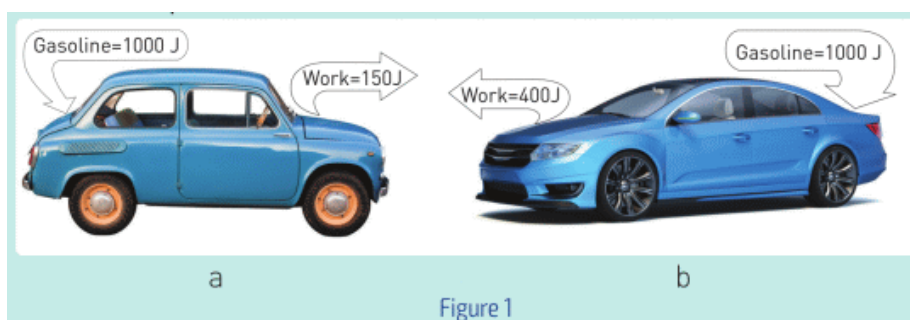 Gasoline=1000 J
Work=150J
Work=400J
Gasoline=1000 J
a
b
Figure 1